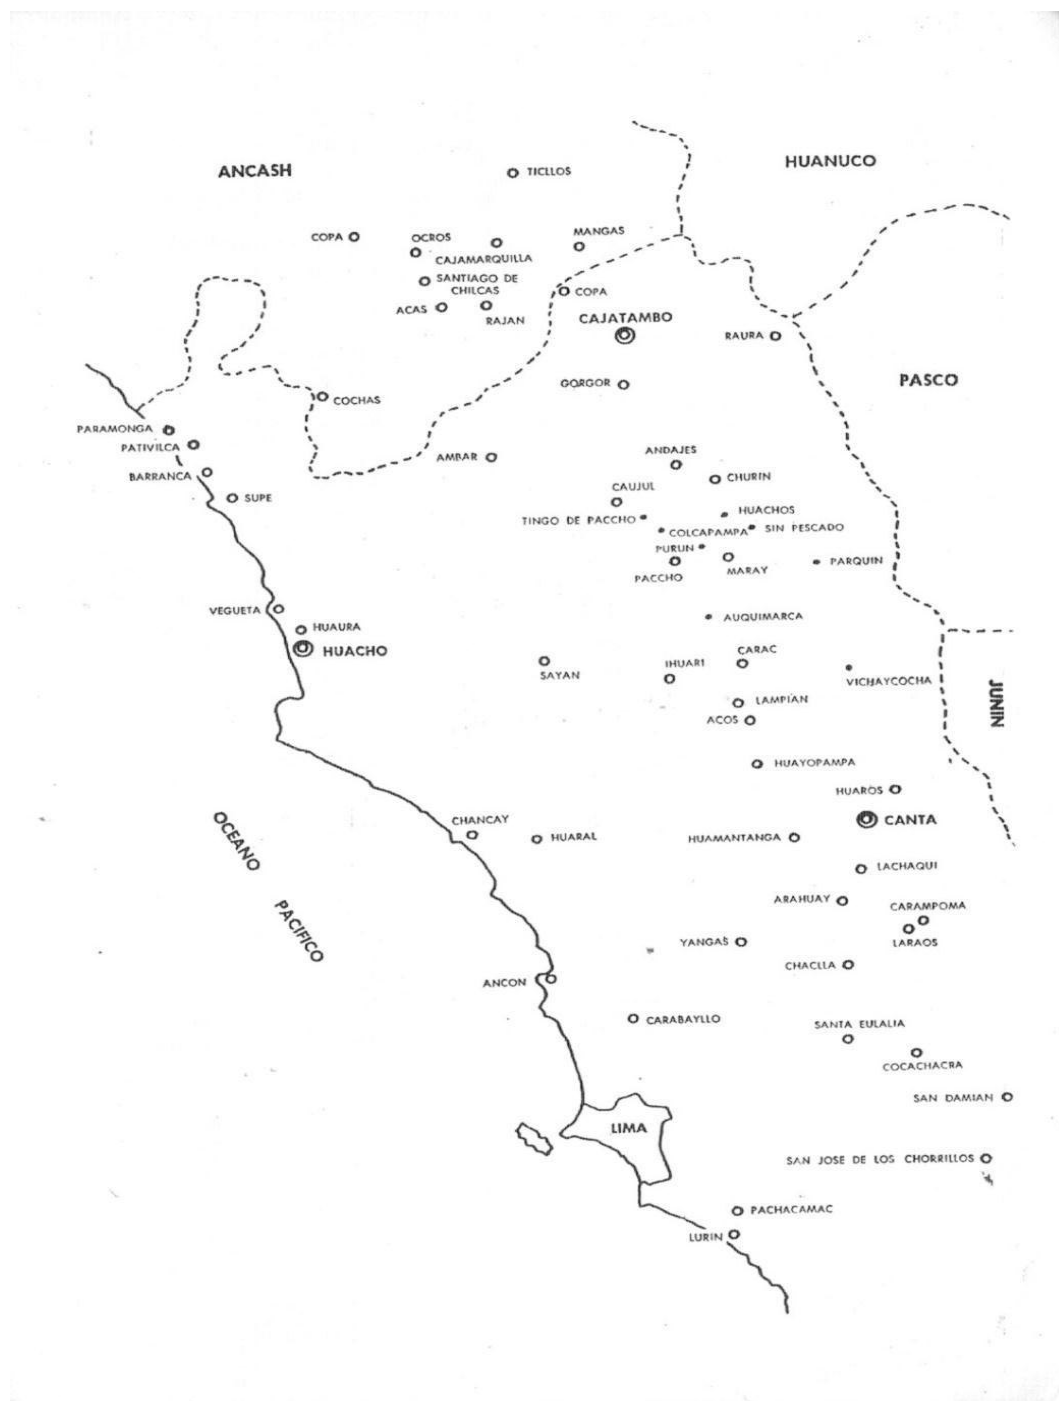 HUANUCO
ANCASH
TICLLOS
COPA
OCROS
MANGAS
CAJAMARQUILLA
SANTIAGO DE
CHILCAS
COPA
ACAS
RAJAN
CAJATAMBO
RAURA
PASCO
GORGOR
COCHAS
PARAMONGA
PATIVILCA
AMBAR
ANDAJES
BARRANCA
CHURIN
CAUJUL
SUPE
HUACHOS
TINGO DE PACCHO
SIN PESCADO
COLCAPAMPA
PURUN
PARQUIN
MARAY
PACCHO
VEGUETA
AUQUIMARCA
HUAURA
HUACHO
CARAC
IHUARI
SAYAN
VICHAYCOCHA
JUNIN
LAMPIAN
ACOS
HUAYOPAMPA
HUAROS
CHANCAY
CANTA
HUARAL
HUAMANTANGA
OCEANO
PACIFICO
LACHAQUI
ARAHUAY
CARAMPOMA
YANGAS
LARAOS
CHACLLA
ANCON
CARABAYLLO
SANTA EULALIA
COCACHACRA
SAN DAMIAN
LIMA
SAN JOSE DE LOS CHORRILLOS
PACHACAMAC
LURIN